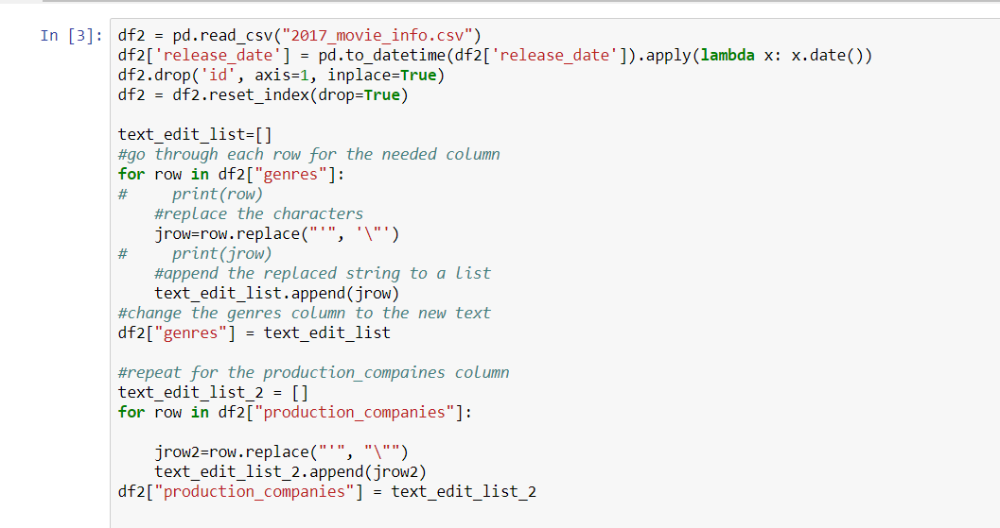 In [3]: df2 = pd.read_csv("2017_movie_info.csv")
df2['release_date'] = pd.to_datetime(df2['release_date']).apply(lambda x: x.date())
df2.drop('id', axis=1, inplace=True)
df2 = df2.reset_index(drop=True)
text_edit_list=[]
#go through each row for the needed column
for row in df2["genres"]:
#     print(row)
    #replace the characters
    jrow=row.replace("'", '\"')
#     print(jrow)
    #append the replaced string to a list
    text_edit_list.append(jrow)
#change the genres column to the new text
df2["genres"] = text_edit_list
#repeat for the production_compaines column
text_edit_list_2 = []
for row in df2["production_companies"]:
    jrow2=row.replace("'", "\"")
    text_edit_list_2.append(jrow2)
df2["production_companies"] = text_edit_list_2